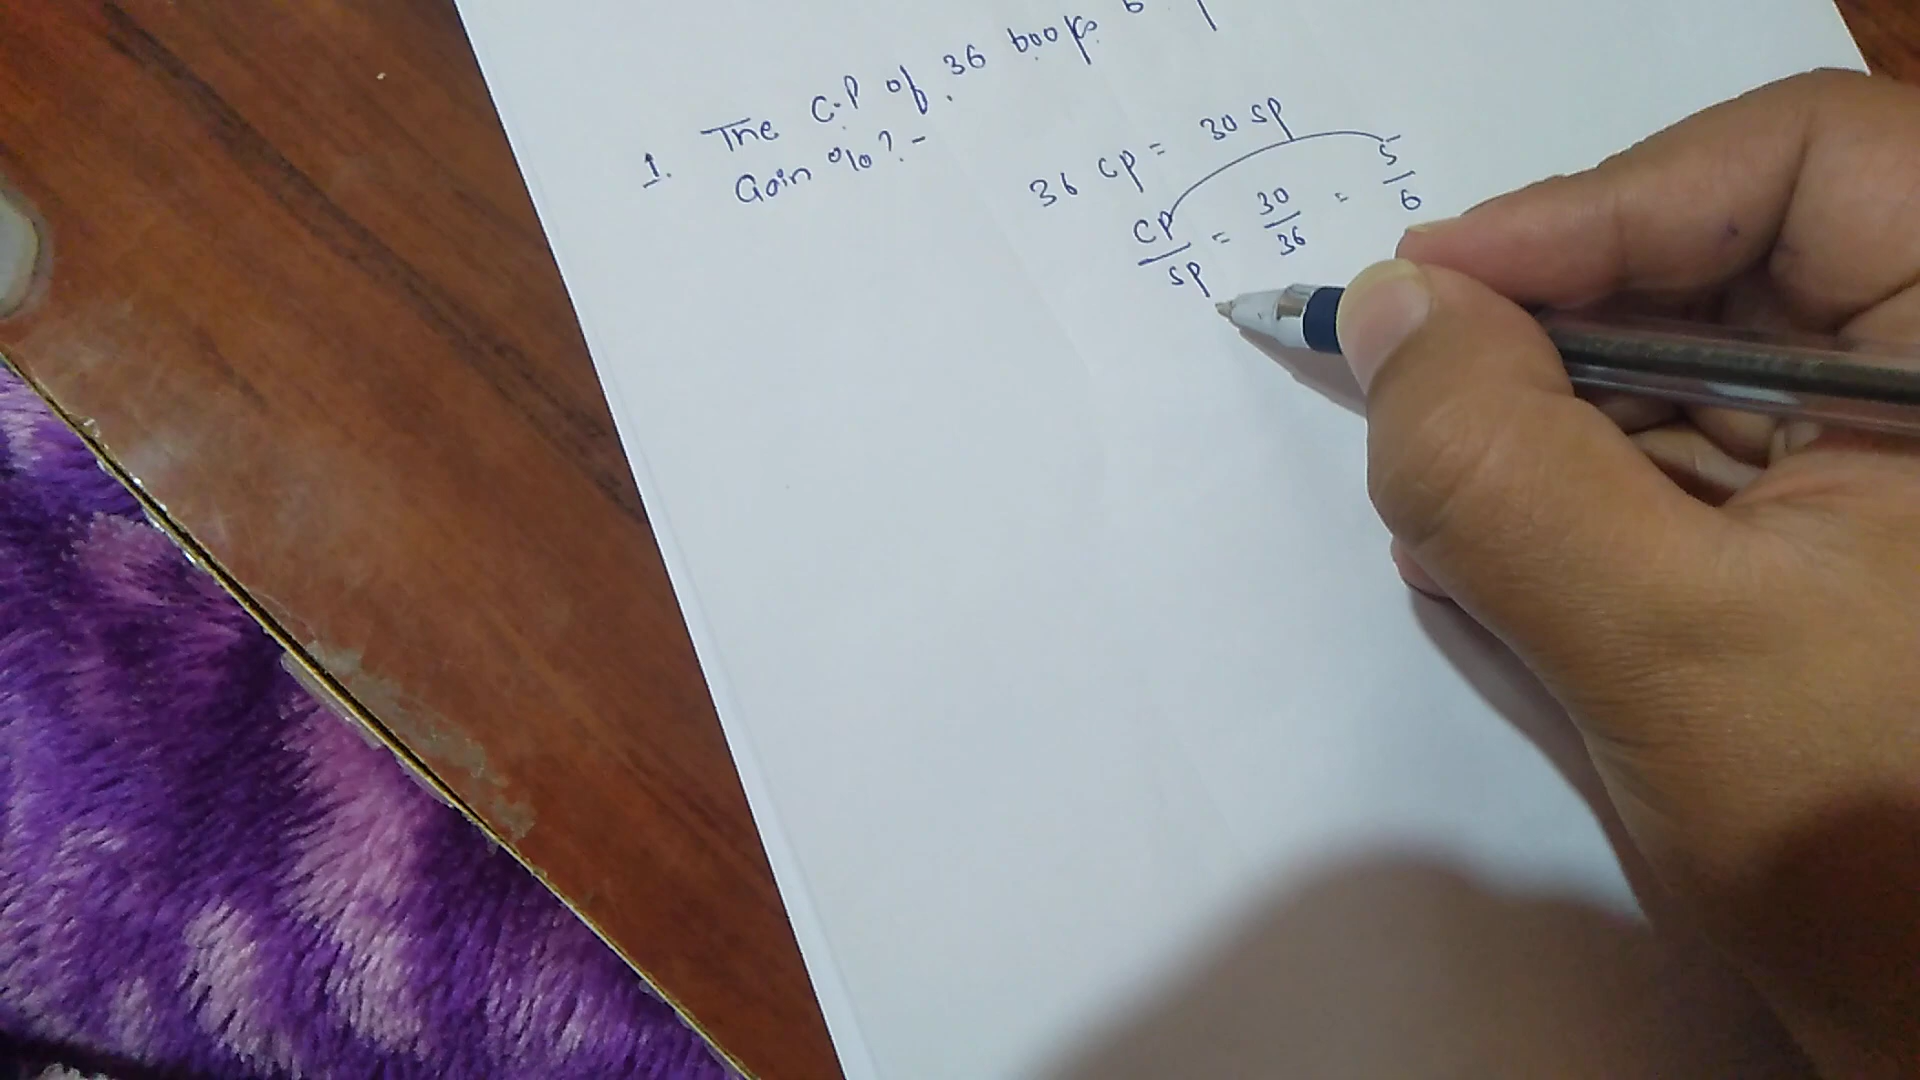 1. The C.P of 36 books
Gain %? -
36 CP = 30 SP
CP/SP = 30/36 = 5/6